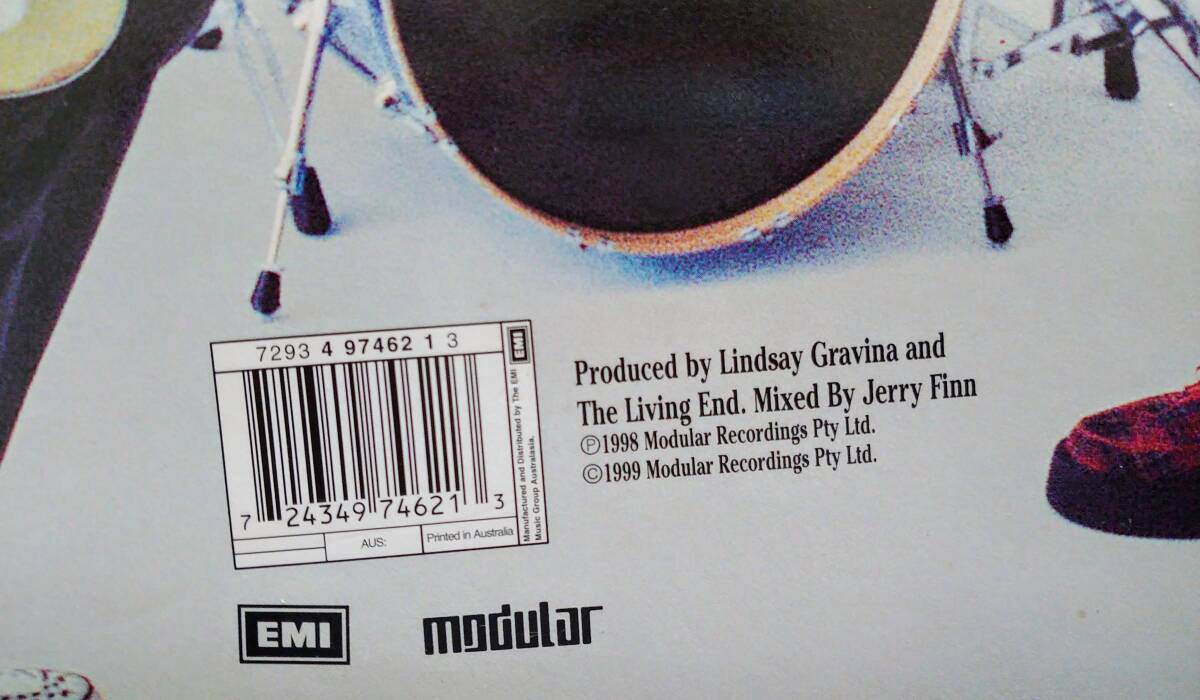 7293 4 97462 1 3
EMI
Manufactured and Distributed by The EMI
Music Group Australasia.
7 24349 74621 3
AUS:
Printed in Australia
Produced by Lindsay Gravina and
The Living End. Mixed By Jerry Finn
℗1998 Modular Recordings Pty Ltd.
©1999 Modular Recordings Pty Ltd.
EMI
modular